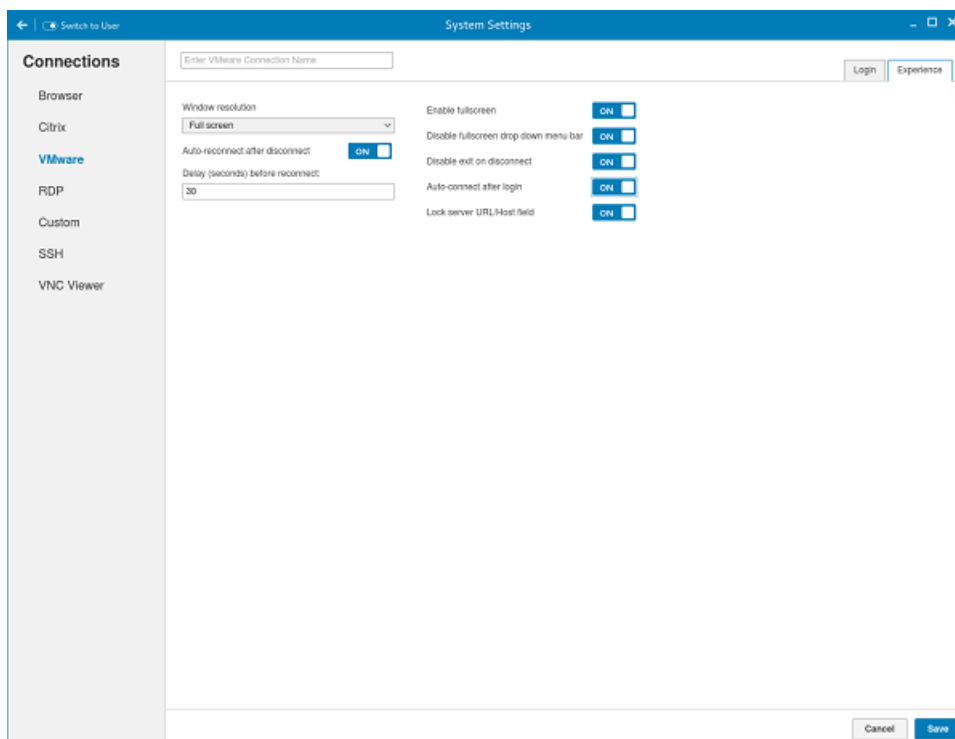 Switch to User
System Settings
Connections
Browser
Citrix
VMware
RDP
Custom
SSH
VNC Viewer
Enter VMware Connection Name
Login
Experience
Window resolution
Full screen
Auto-reconnect after disconnect
ON
Delay (seconds) before reconnect:
30
Enable fullscreen
ON
Disable fullscreen drop down menu bar
ON
Disable exit on disconnect
ON
Auto-connect after login
ON
Lock server URL/Host field
ON
Cancel
Save